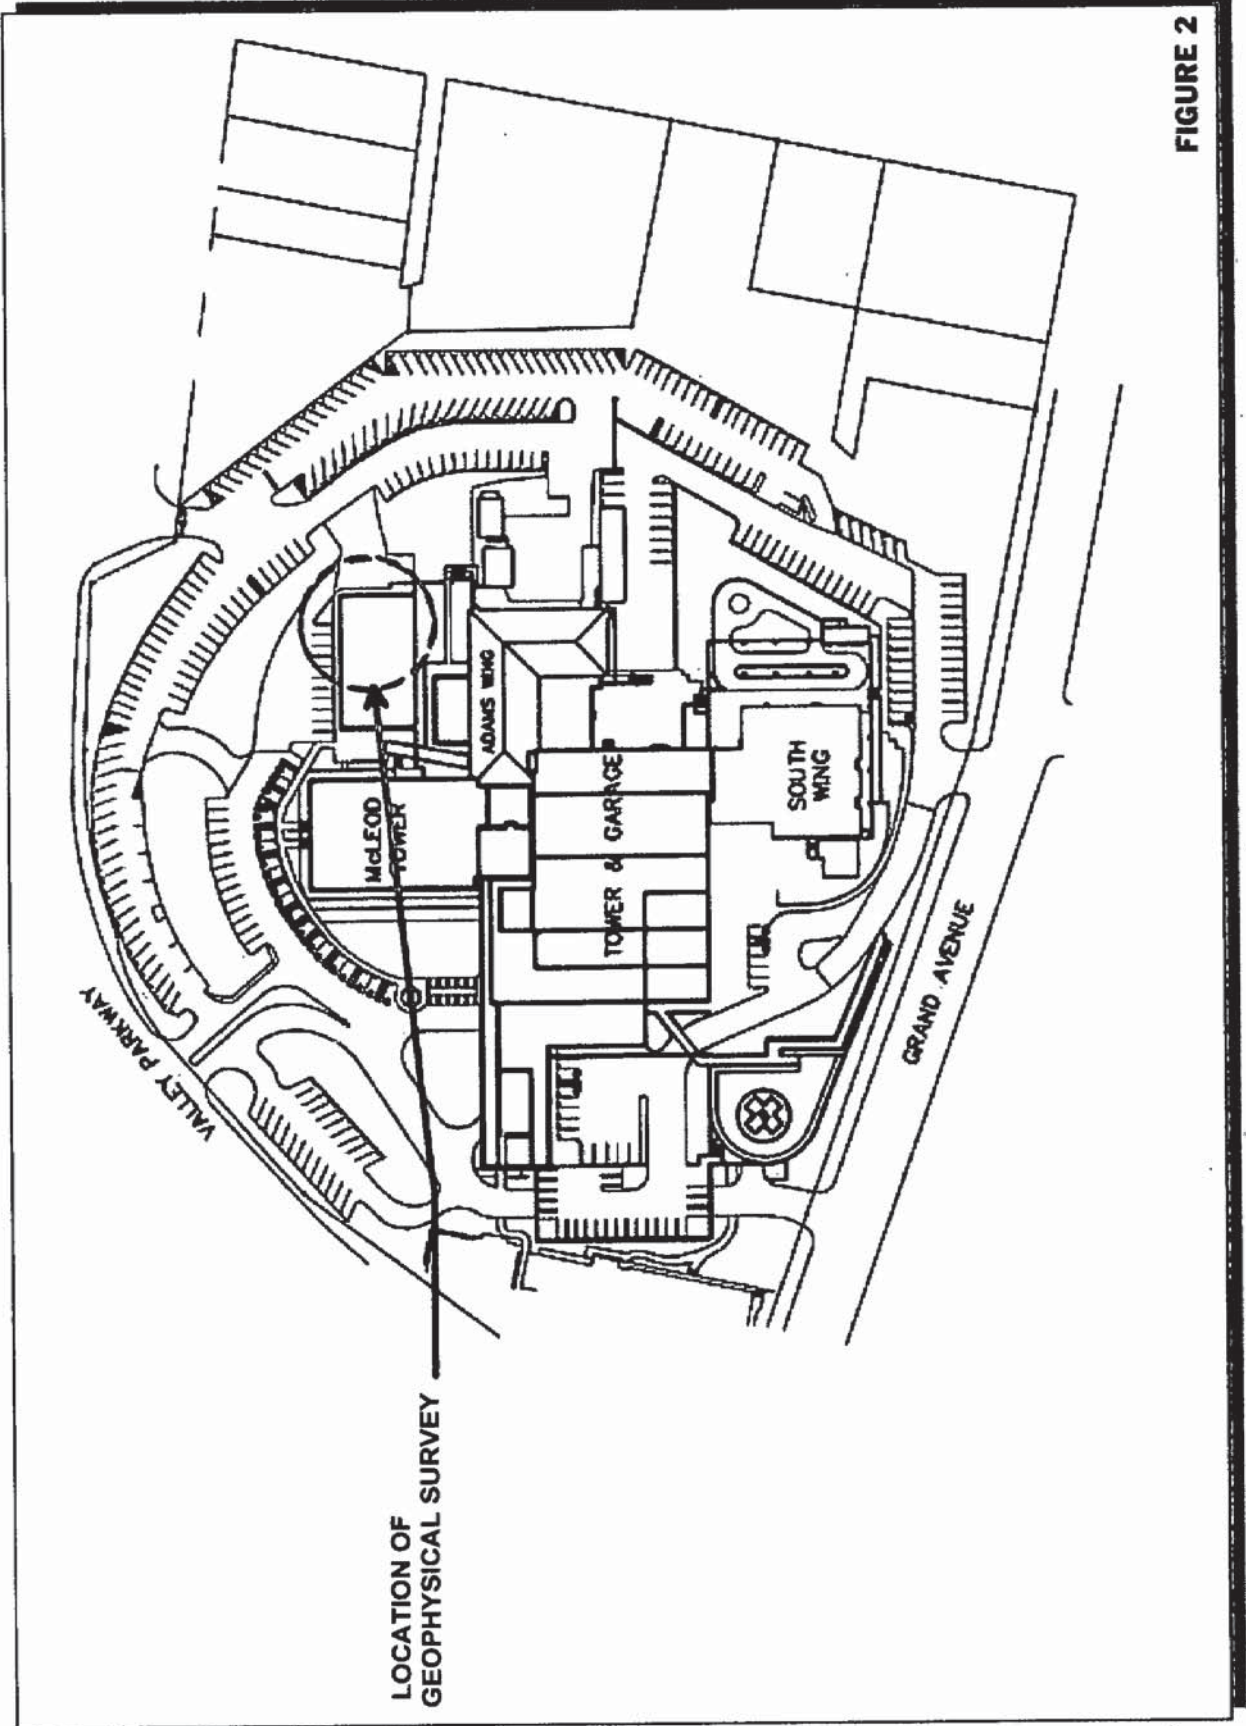 LOCATION OF
GEOPHYSICAL SURVEY
VALLEY PARKWAY
McLEOD
TOWER
ADAMS WING
TOWER & GARAGE
SOUTH
WING
GRAND AVENUE
FIGURE 2